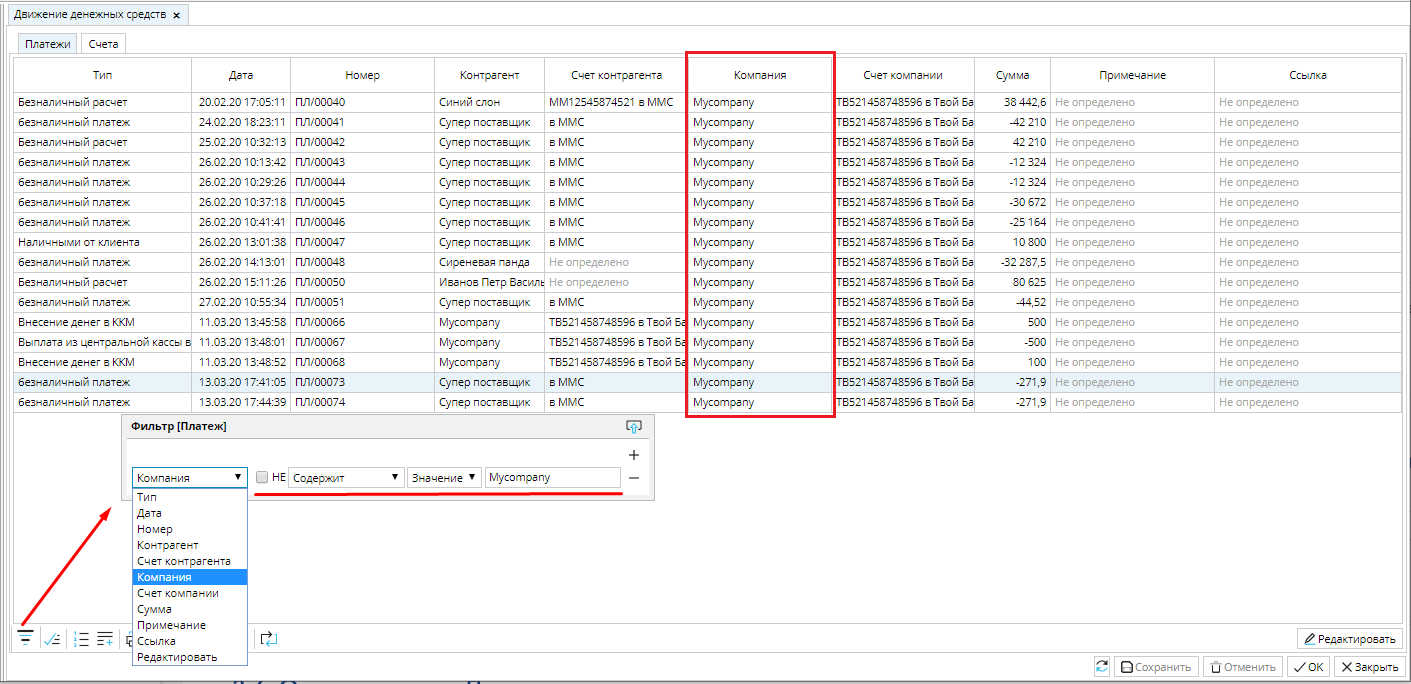 Движение денежных средств
Платежи Счета
Тип Дата Номер Контрагент Счет контрагента Компания Счет компании Сумма Примечание Ссылка
Безналичный расчет 20.02.20 17:05:11 ПЛ/00040 Синий слон ММ12545874521 в ММС Mycompany ТВ521458748596 в Твой Ба 38 442,6 Не определено Не определено
безналичный платеж 24.02.20 18:23:11 ПЛ/00041 Супер поставщик в ММС Mycompany ТВ521458748596 в Твой Ба -42 210 Не определено Не определено
Безналичный расчет 25.02.20 10:32:13 ПЛ/00042 Супер поставщик в ММС Mycompany ТВ521458748596 в Твой Ба 42 210 Не определено Не определено
безналичный платеж 26.02.20 10:13:42 ПЛ/00043 Супер поставщик в ММС Mycompany ТВ521458748596 в Твой Ба -12 324 Не определено Не определено
безналичный платеж 26.02.20 10:29:26 ПЛ/00044 Супер поставщик в ММС Mycompany ТВ521458748596 в Твой Ба -12 324 Не определено Не определено
безналичный платеж 26.02.20 10:37:18 ПЛ/00045 Супер поставщик в ММС Mycompany ТВ521458748596 в Твой Ба -30 672 Не определено Не определено
безналичный платеж 26.02.20 10:41:41 ПЛ/00046 Супер поставщик в ММС Mycompany ТВ521458748596 в Твой Ба -25 164 Не определено Не определено
Наличными от клиента 26.02.20 13:01:38 ПЛ/00047 Супер поставщик в ММС Mycompany ТВ521458748596 в Твой Ба 10 800 Не определено Не определено
безналичный платеж 26.02.20 14:13:01 ПЛ/00048 Сиреневая панда Не определено Mycompany ТВ521458748596 в Твой Ба -32 287,5 Не определено Не определено
Безналичный расчет 26.02.20 15:11:26 ПЛ/00050 Иванов Петр Василь Не определено Mycompany ТВ521458748596 в Твой Ба 80 625 Не определено Не определено
безналичный платеж 27.02.20 10:55:34 ПЛ/00051 Супер поставщик в ММС Mycompany ТВ521458748596 в Твой Ба -44,52 Не определено Не определено
Внесение денег в ККМ 11.03.20 13:45:58 ПЛ/00066 Mycompany ТВ521458748596 в Твой Ба Mycompany ТВ521458748596 в Твой Ба 500 Не определено Не определено
Выплата из центральной кассы в 11.03.20 13:48:01 ПЛ/00067 Mycompany ТВ521458748596 в Твой Ба Mycompany ТВ521458748596 в Твой Ба -500 Не определено Не определено
Внесение денег в ККМ 11.03.20 13:48:52 ПЛ/00068 Mycompany ТВ521458748596 в Твой Ба Mycompany ТВ521458748596 в Твой Ба 100 Не определено Не определено
безналичный платеж 13.03.20 17:41:05 ПЛ/00073 Супер поставщик в ММС Mycompany ТВ521458748596 в Твой Ба -271,9 Не определено Не определено
безналичный платеж 13.03.20 17:44:39 ПЛ/00074 Супер поставщик в ММС Mycompany ТВ521458748596 в Твой Ба -271,9 Не определено Не определено
Фильтр [Платеж]
Компания НЕ Содержит Значение Mycompany
Тип
Дата
Номер
Контрагент
Счет контрагента
Компания
Счет компании
Сумма
Примечание
Ссылка
Редактировать
Редактировать
Сохранить Отменить OK Закрыть